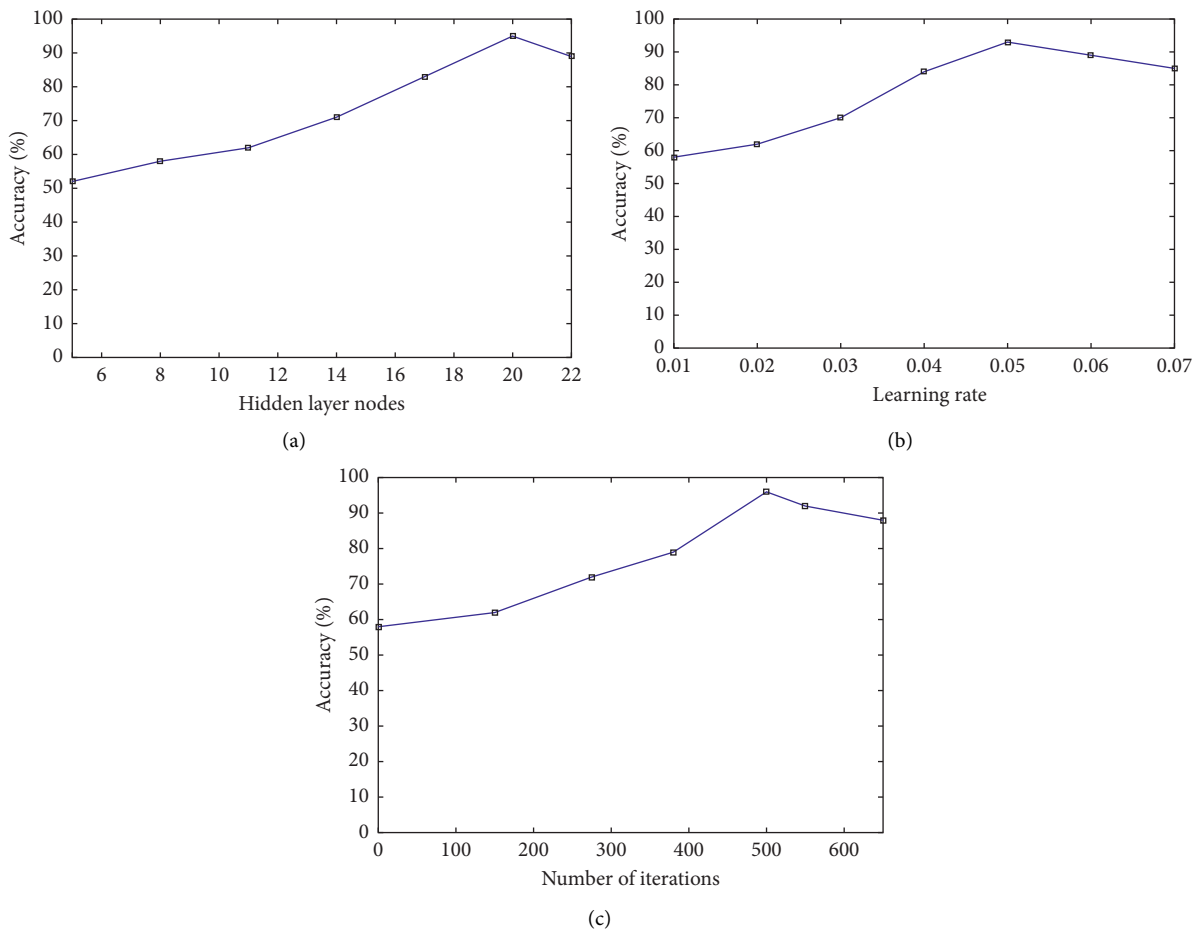 100
90
80
70
60
50
40
30
20
10
0
Accuracy (%)
6 8 10 12 14 16 18 20 22
Hidden layer nodes
(a)
100
90
80
70
60
50
40
30
20
10
0
Accuracy (%)
0.01 0.02 0.03 0.04 0.05 0.06 0.07
Learning rate
(b)
100
90
80
70
60
50
40
30
20
10
0
Accuracy (%)
0 100 200 300 400 500 600
Number of iterations
(c)